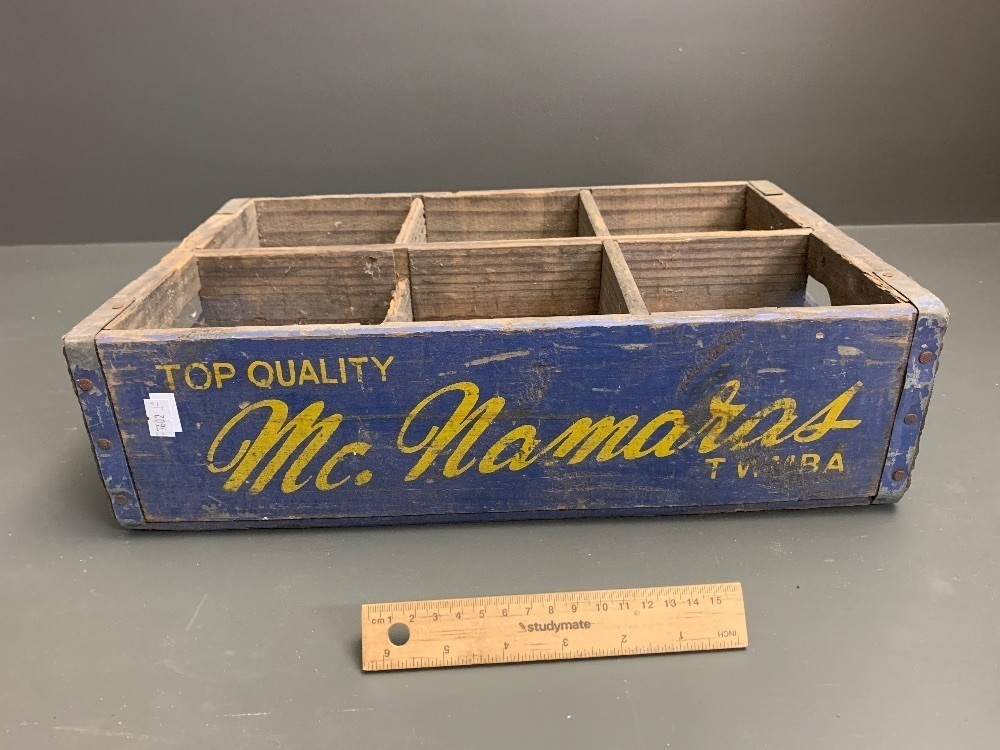 TOP QUALITY
Mc. Namaras
T'WMBA
cm 1 2 3 4 5 6 7 8 9 10 11 12 13 14 15
studymate
6 5 4 3 2 1 INCH